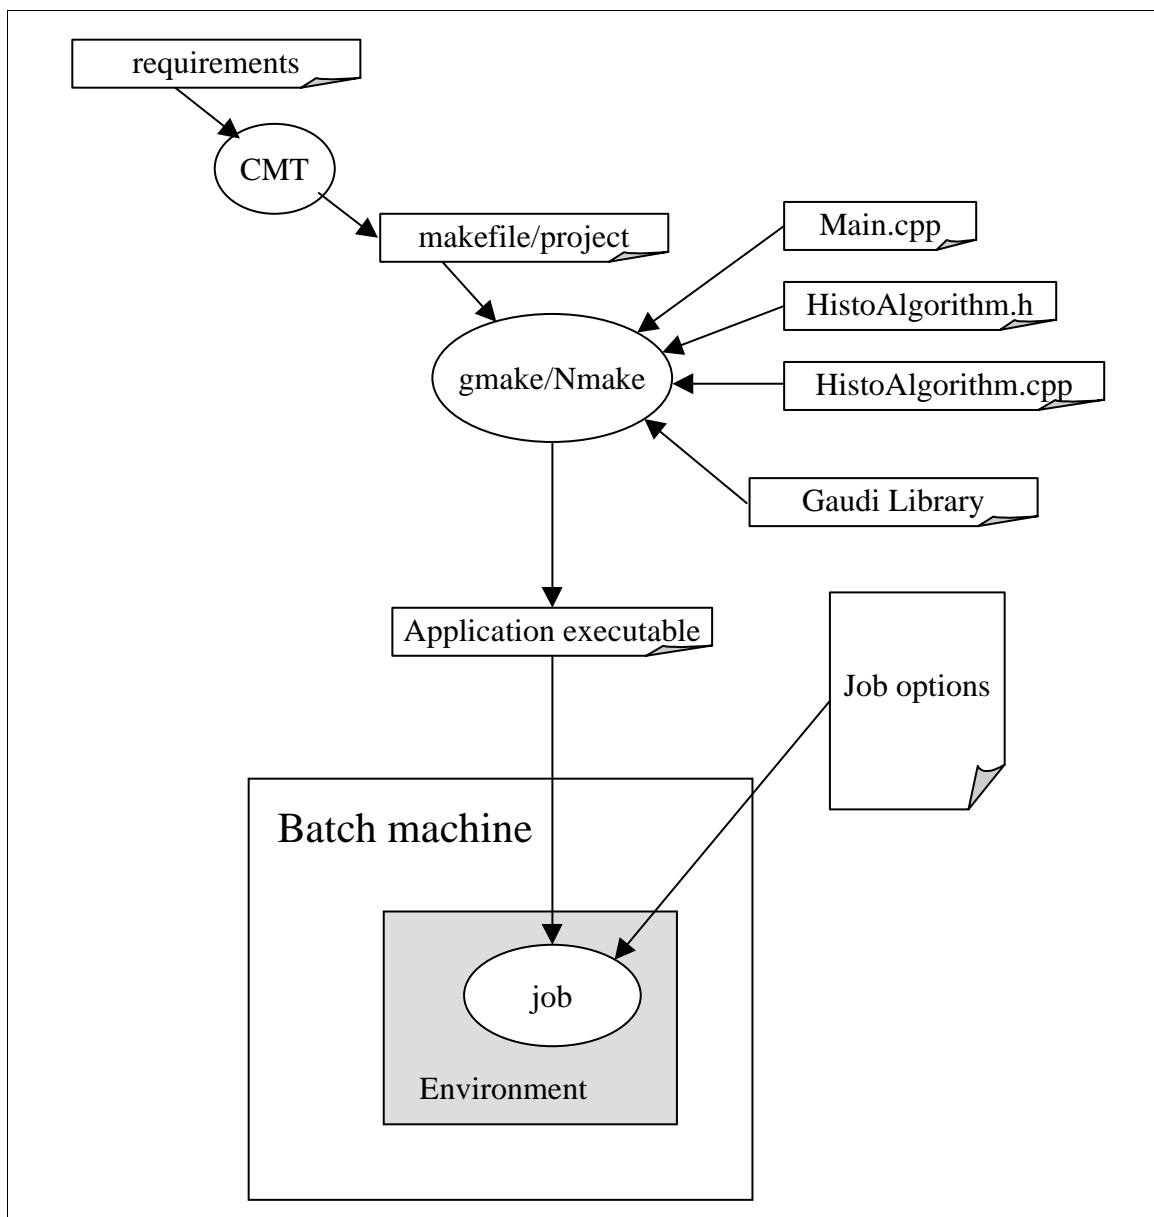 requirements
CMT
makefile/project
Main.cpp
HistoAlgorithm.h
gmake/Nmake
HistoAlgorithm.cpp
Gaudi Library
Application executable
Job options
Batch machine
job
Environment